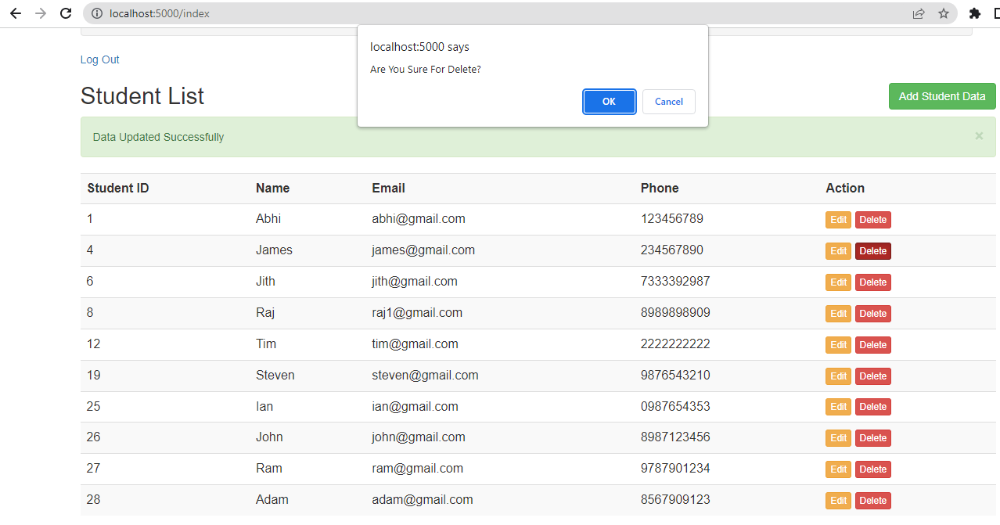 localhost:5000/index
localhost:5000 says
Are You Sure For Delete?
OK Cancel
Log Out
Student List Add Student Data
Data Updated Successfully ×
Student ID Name Email Phone Action
1 Abhi abhi@gmail.com 123456789 Edit Delete
4 James james@gmail.com 234567890 Edit Delete
6 Jith jith@gmail.com 7333392987 Edit Delete
8 Raj raj1@gmail.com 8989898909 Edit Delete
12 Tim tim@gmail.com 2222222222 Edit Delete
19 Steven steven@gmail.com 9876543210 Edit Delete
25 Ian ian@gmail.com 0987654353 Edit Delete
26 John john@gmail.com 8987123456 Edit Delete
27 Ram ram@gmail.com 9787901234 Edit Delete
28 Adam adam@gmail.com 8567909123 Edit Delete